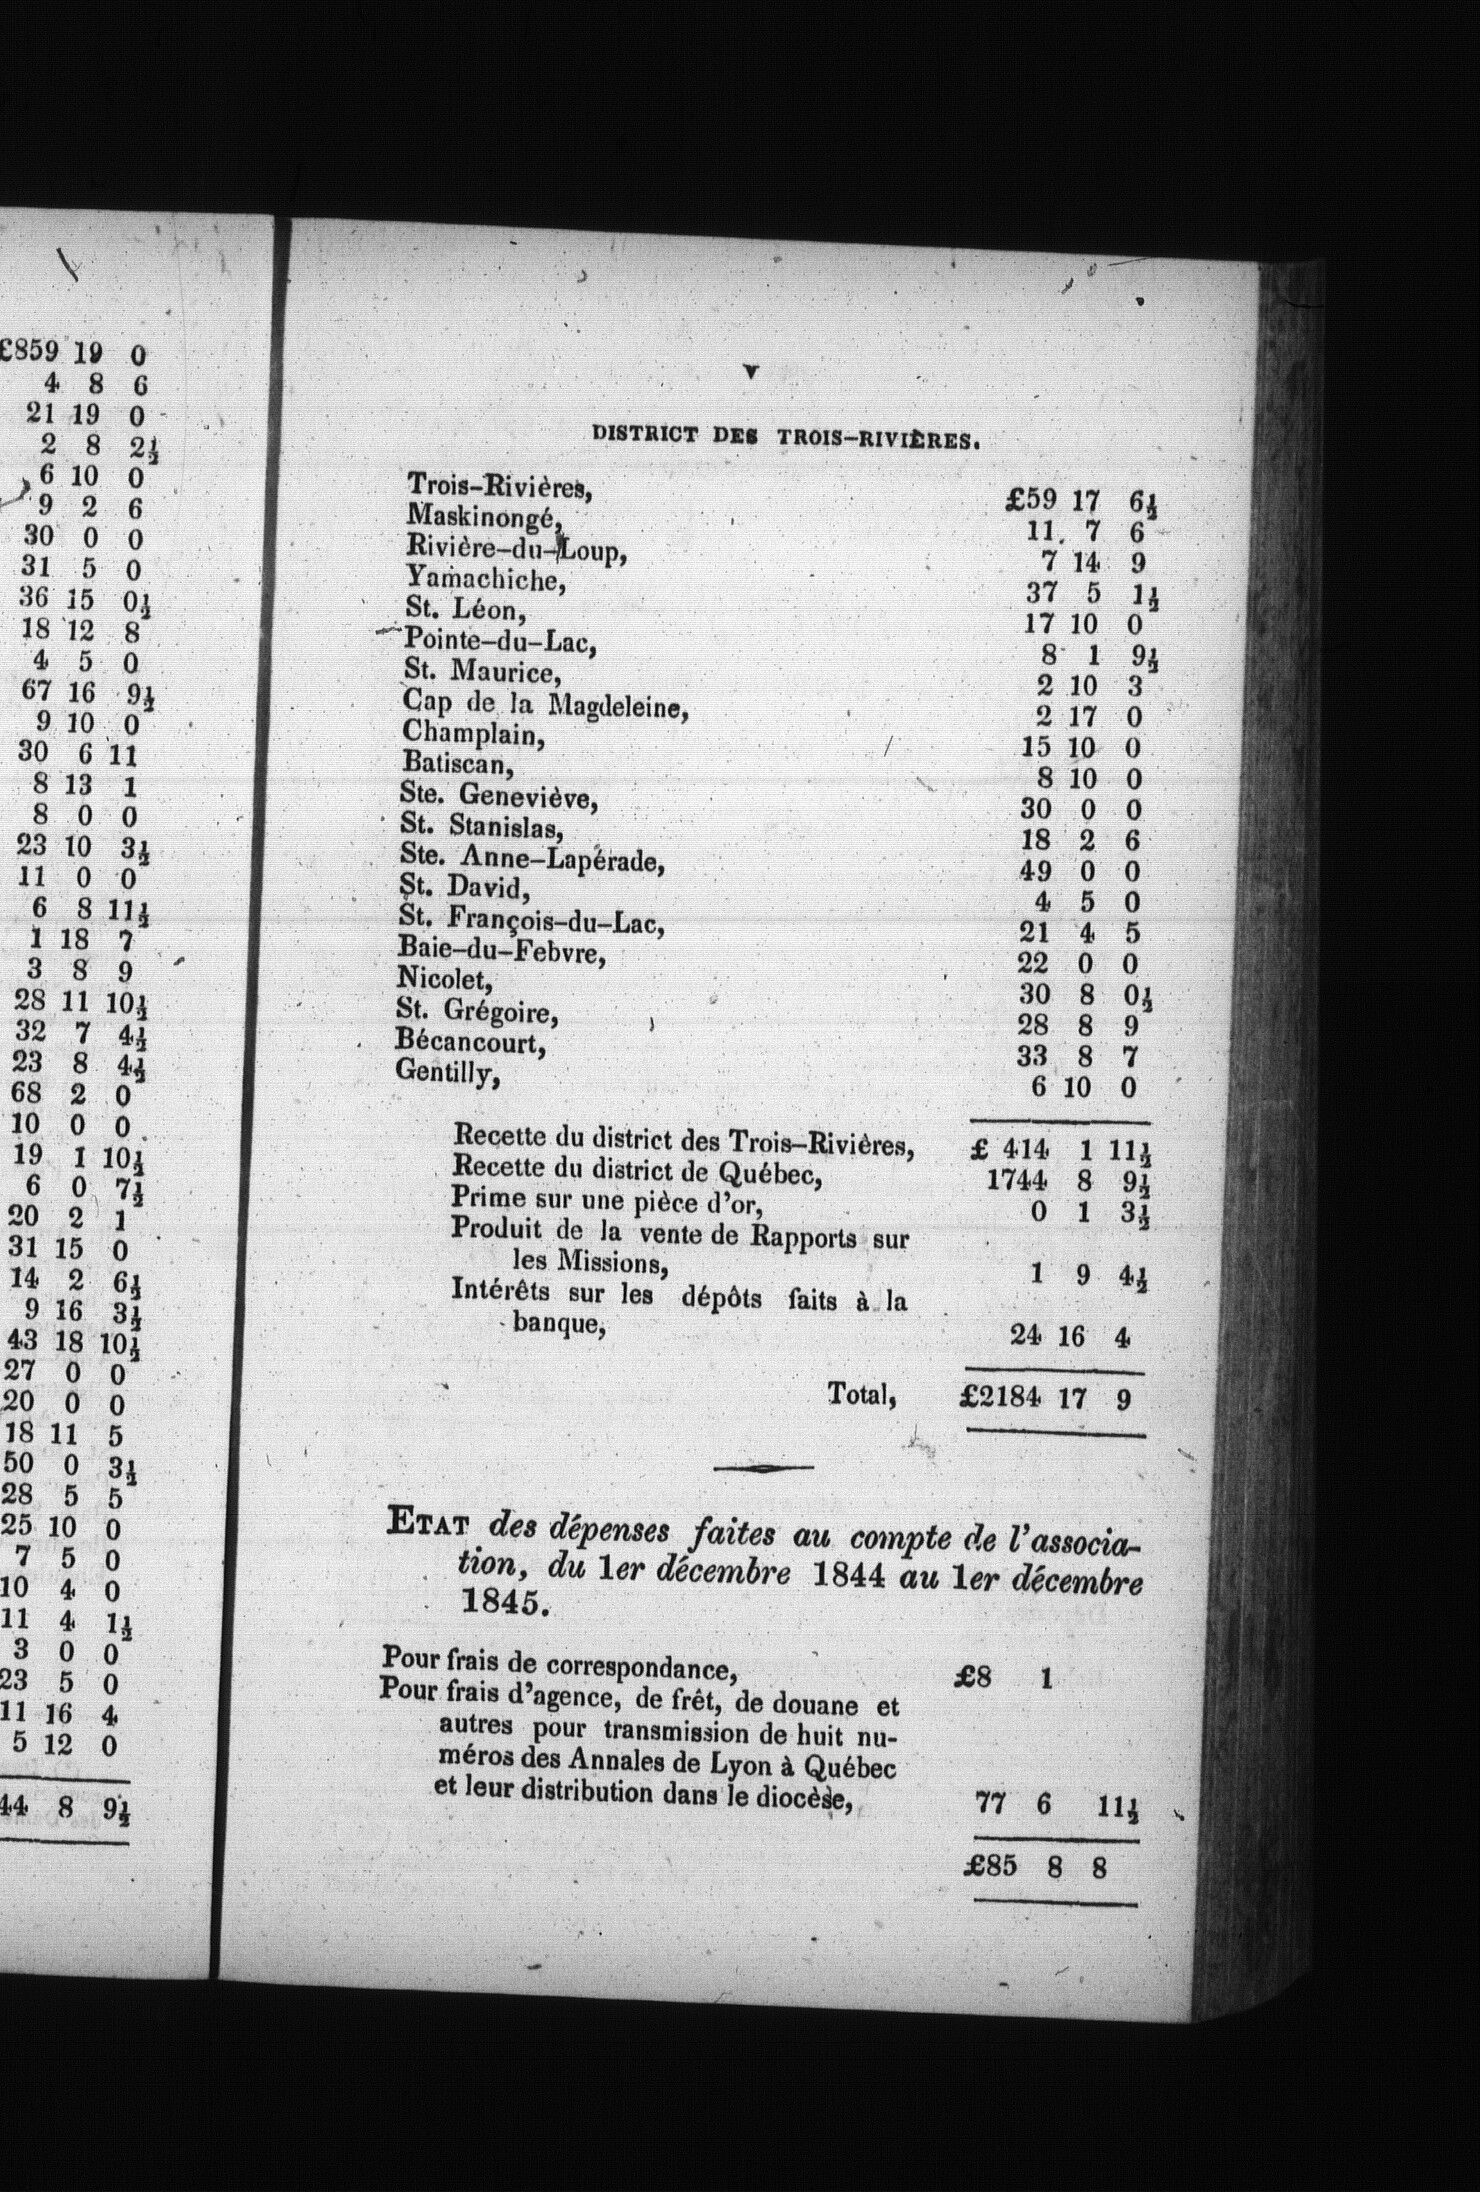 £859 19 0
4 8 6
21 19 0
2 8 2½
6 10 0
9 2 6
30 0 0
31 5 0
36 15 0½
18 12 8
4 5 0
67 16 9½
9 10 0
30 6 11
8 13 1
8 0 0
23 10 3½
11 0 0
6 8 11½
1 18 7
3 8 9
28 11 10½
32 7 4½
23 8 4½
68 2 0
10 0 0
19 1 10½
6 0 7½
20 2 1
31 15 0
14 2 6½
9 16 3½
43 18 10½
27 0 0
20 0 0
18 11 5
50 0 3½
28 5 5
25 10 0
7 5 0
10 4 0
11 4 1½
3 0 0
23 5 0
11 16 4
5 12 0
44 8 9½
V
DISTRICT DES TROIS-RIVIÈRES.
Trois-Rivières, £59 17 6½
Maskinongé, 11 7 6
Rivière-du-Loup, 7 14 9
Yamachiche, 37 5 1½
St. Léon, 17 10 0
Pointe-du-Lac, 8 1 9½
St. Maurice, 2 10 3
Cap de la Magdeleine, 2 17 0
Champlain, 15 10 0
Batiscan, 8 10 0
Ste. Geneviève, 30 0 0
St. Stanislas, 18 2 6
Ste. Anne-Lapérade, 49 0 0
St. David, 4 5 0
St. François-du-Lac, 21 4 5
Baie-du-Febvre, 22 0 0
Nicolet, 30 8 0½
St. Grégoire, 28 8 9
Bécancourt, 33 8 7
Gentilly, 6 10 0
Recette du district des Trois-Rivières, £ 414 1 11½
Recette du district de Québec, 1744 8 9½
Prime sur une pièce d'or, 0 1 3½
Produit de la vente de Rapports sur
les Missions, 1 9 4½
Intérêts sur les dépôts faits à la
banque, 24 16 4
Total, £2184 17 9
ETAT des dépenses faites au compte de l'associa-
tion, du 1er décembre 1844 au 1er décembre
1845.
Pour frais de correspondance, £8 1
Pour frais d'agence, de frêt, de douane et
autres pour transmission de huit nu-
méros des Annales de Lyon à Québec
et leur distribution dans le diocèse, 77 6 11½
£85 8 8